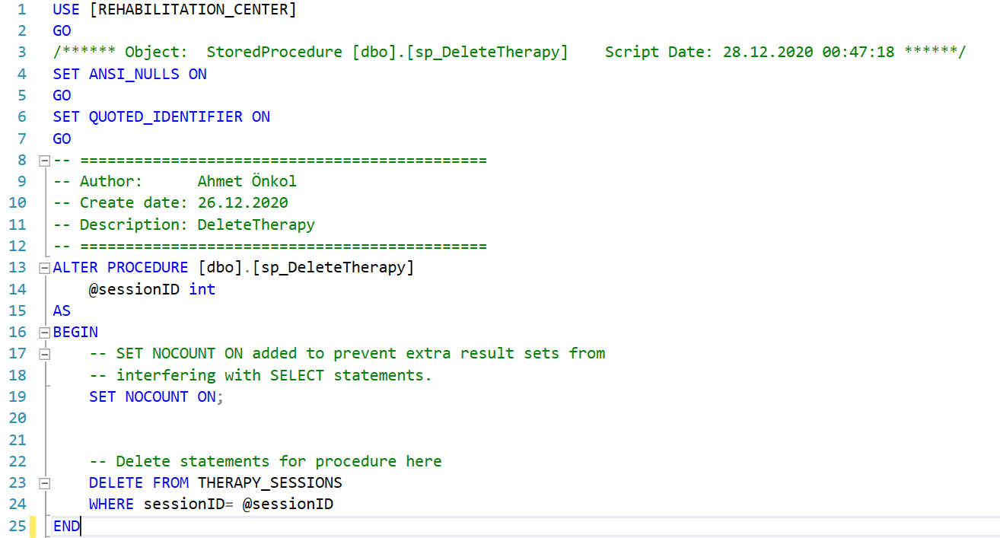 1 USE [REHABILITATION_CENTER]
2 GO
3 /****** Object:  StoredProcedure [dbo].[sp_DeleteTherapy]    Script Date: 28.12.2020 00:47:18 ******/
4 SET ANSI_NULLS ON
5 GO
6 SET QUOTED_IDENTIFIER ON
7 GO
8 -- =============================================
9 -- Author:      Ahmet Önkol
10 -- Create date: 26.12.2020
11 -- Description: DeleteTherapy
12 -- =============================================
13 ALTER PROCEDURE [dbo].[sp_DeleteTherapy]
14     @sessionID int
15 AS
16 BEGIN
17     -- SET NOCOUNT ON added to prevent extra result sets from
18     -- interfering with SELECT statements.
19     SET NOCOUNT ON;
20
21
22     -- Delete statements for procedure here
23     DELETE FROM THERAPY_SESSIONS
24     WHERE sessionID= @sessionID
25 END